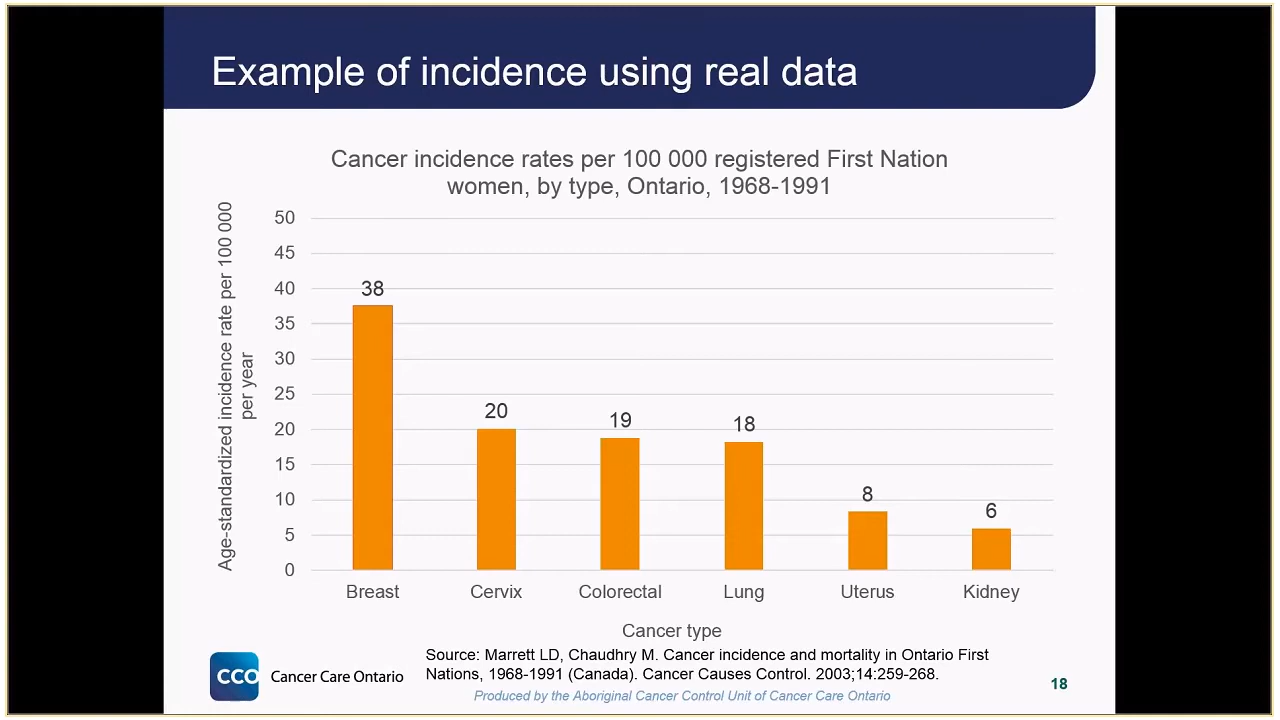 Example of incidence using real data
Cancer incidence rates per 100 000 registered First Nation
women, by type, Ontario, 1968-1991
Age-standardized incidence rate per 100 000
per year
50
45
40
35
30
25
20
15
10
5
0
38
20
19
18
8
6
Breast
Cervix
Colorectal
Lung
Uterus
Kidney
Cancer type
CCO
Cancer Care Ontario
Source: Marrett LD, Chaudhry M. Cancer incidence and mortality in Ontario First
Nations, 1968-1991 (Canada). Cancer Causes Control. 2003;14:259-268.
Produced by the Aboriginal Cancer Control Unit of Cancer Care Ontario
18